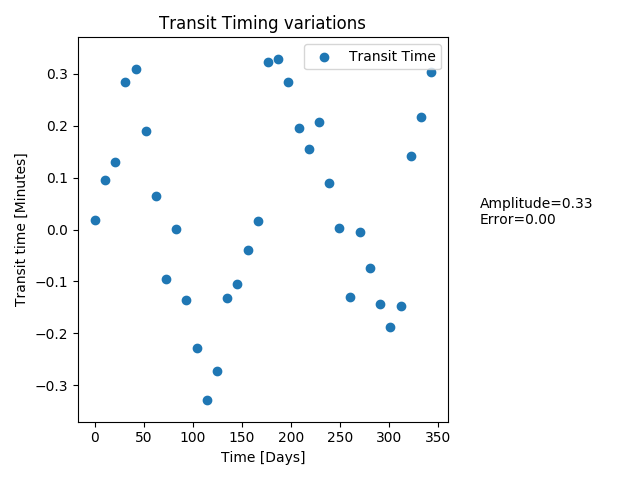 Transit Timing variations
Transit Time
0.3
0.2
0.1
0.0
−0.1
−0.2
−0.3
Transit time [Minutes]
Amplitude=0.33
Error=0.00
0 50 100 150 200 250 300 350
Time [Days]